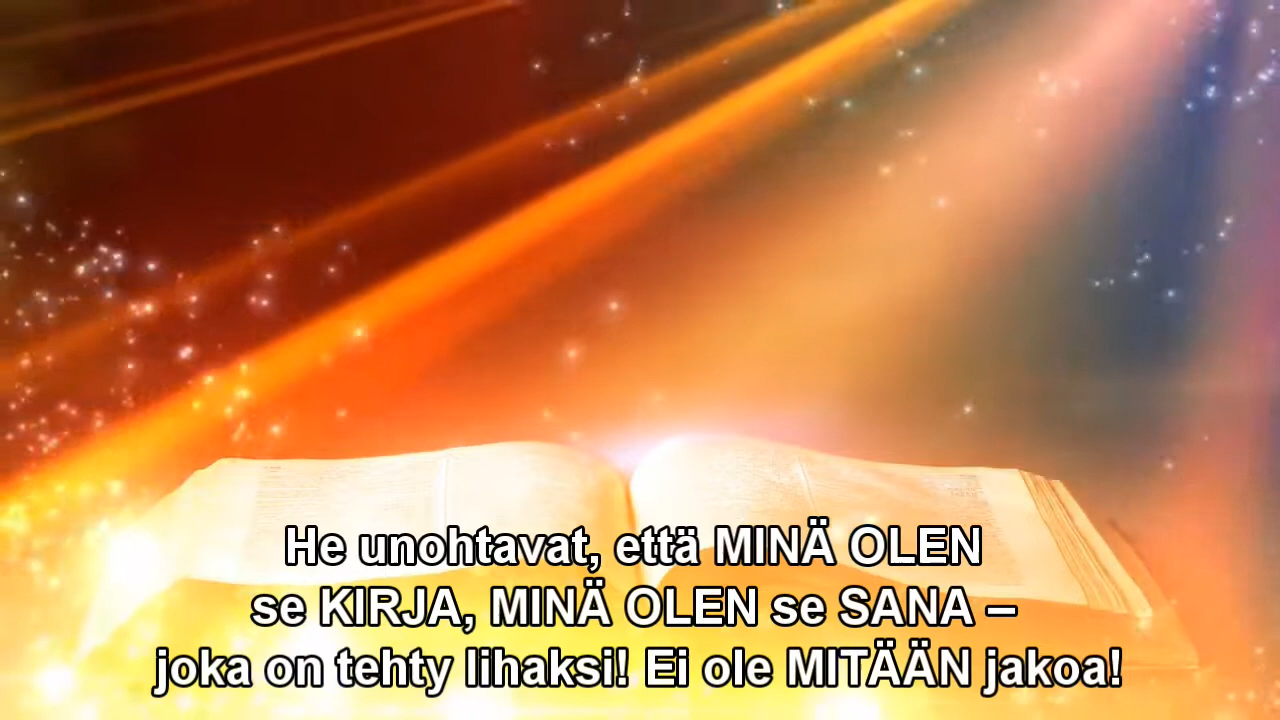 He unohtavat, että MINÄ OLEN
se KIRJA, MINÄ OLEN se SANA –
joka on tehty lihaksi! Ei ole MITÄÄN jakoa!